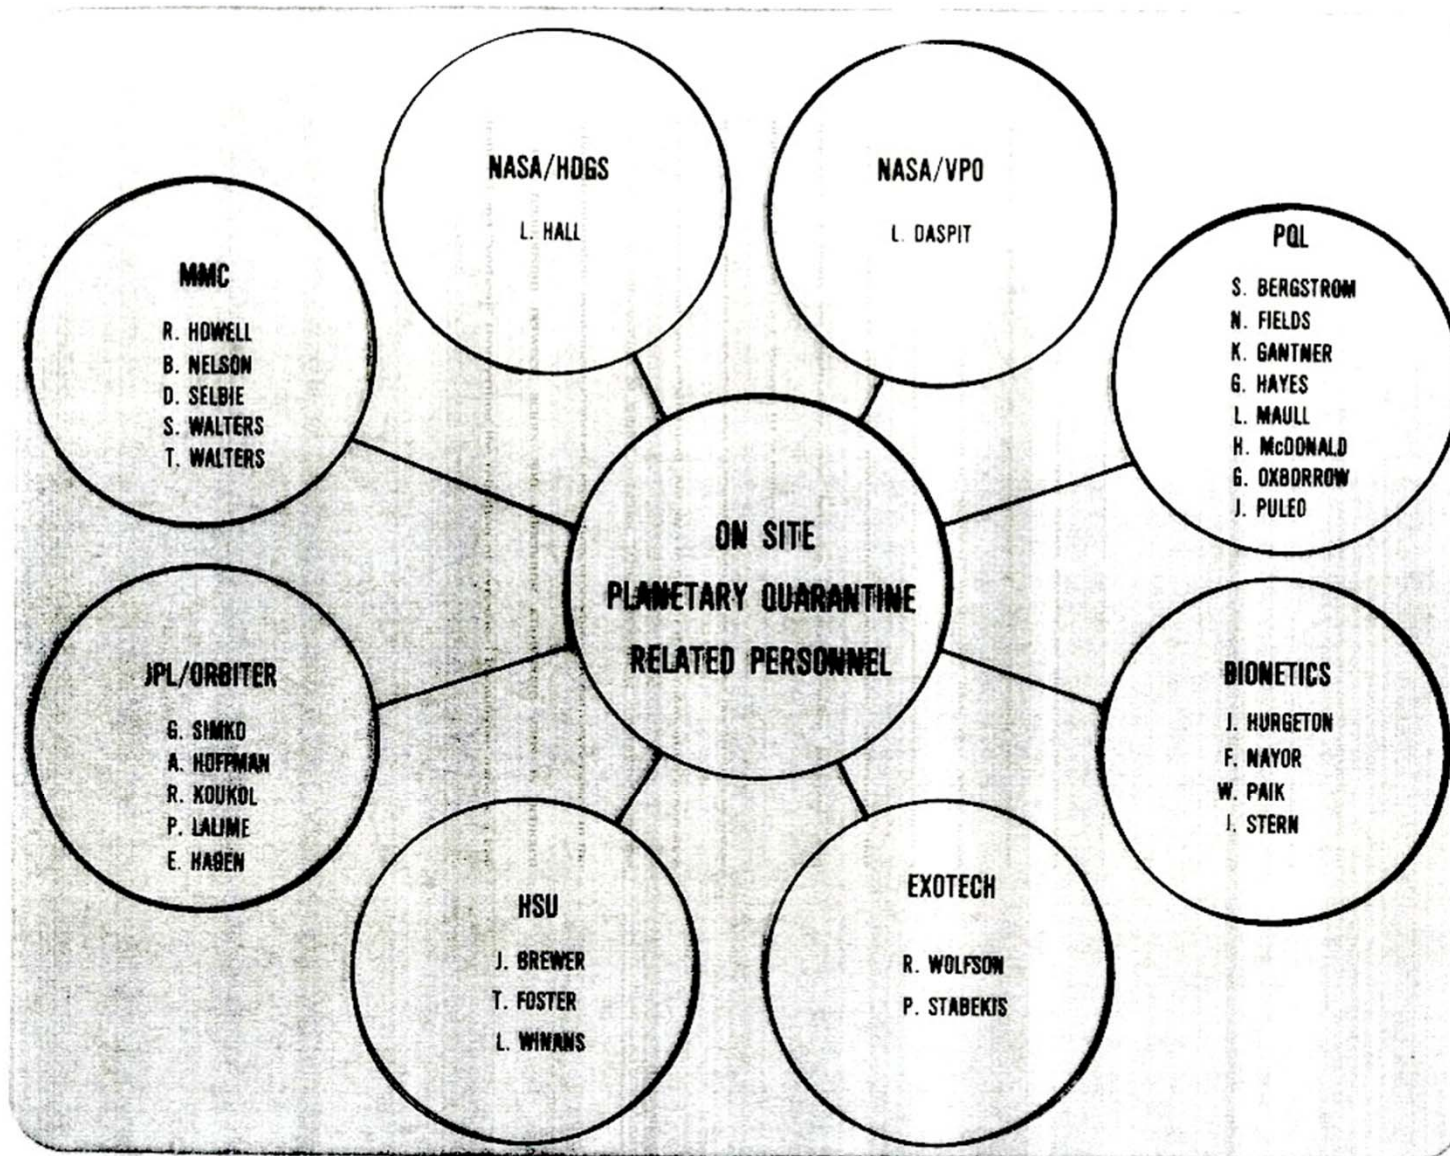 NASA/HDGS
L. HALL
NASA/VPO
L. DASPIT
MMC
R. HOWELL
B. NELSON
D. SELBIE
S. WALTERS
T. WALTERS
PQL
S. BERGSTROM
N. FIELDS
K. GANTNER
G. HAYES
L. MAULL
H. McDONALD
G. OXBORROW
J. PULEO
ON SITE
PLANETARY QUARANTINE
RELATED PERSONNEL
JPL/ORBITER
G. SIMKO
A. HOFFMAN
R. KOUKOL
P. LALIME
E. HAGEN
BIONETICS
J. HURGETON
F. NAYOR
W. PAIK
J. STERN
HSU
J. BREWER
T. FOSTER
L. WINANS
EXOTECH
R. WOLFSON
P. STABEKIS